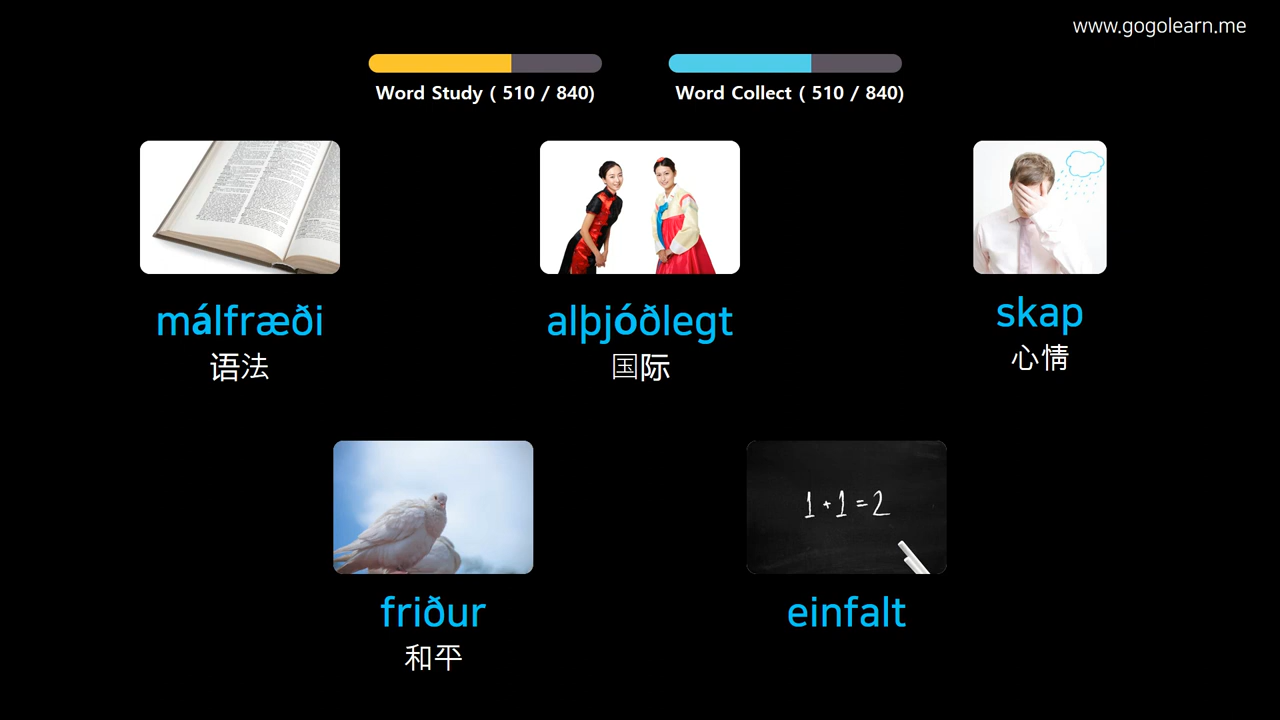 www.gogolearn.me
Word Study ( 510 / 840)
Word Collect ( 510 / 840)
málfræði
语法
alþjóðlegt
国际
skap
心情
1+1=2
friður
和平
einfalt